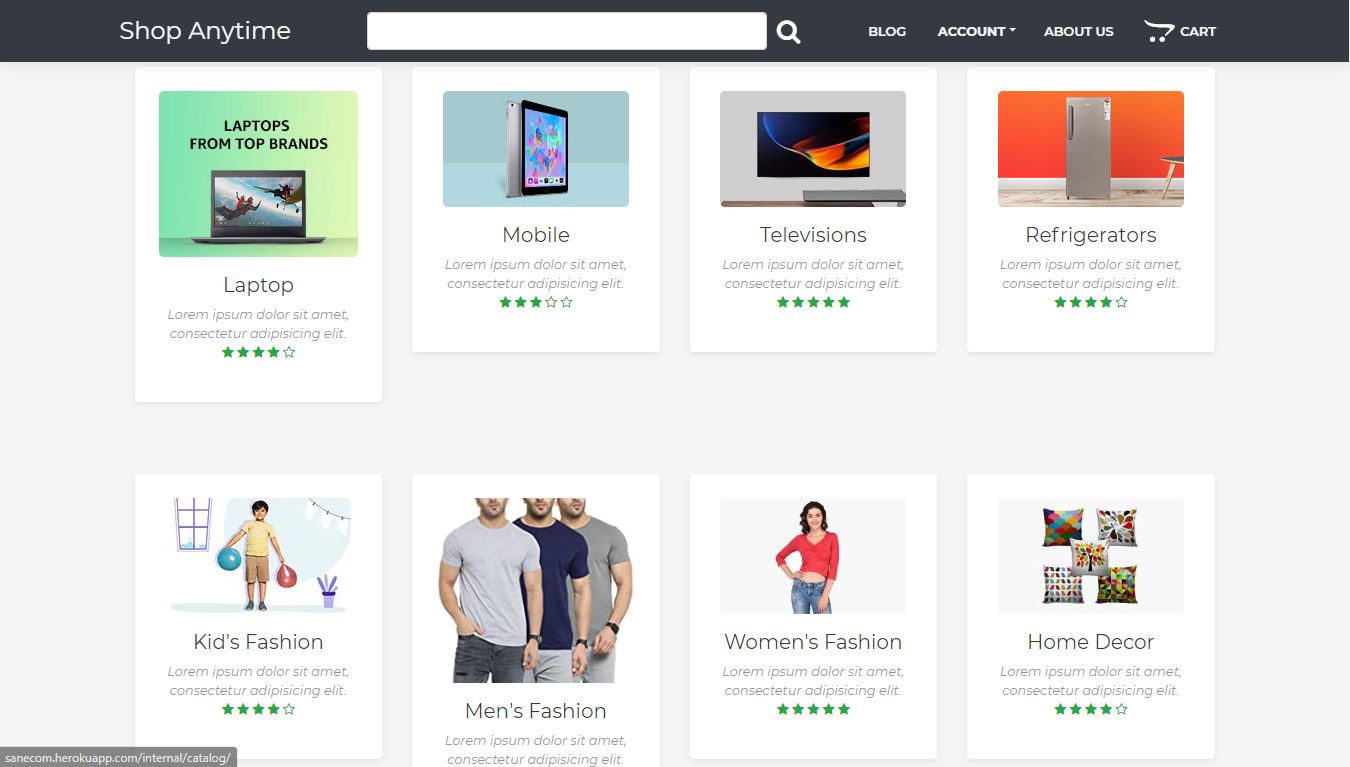 Shop Anytime
BLOG
ACCOUNT
ABOUT US
CART
LAPTOPS
FROM TOP BRANDS
Laptop
Lorem ipsum dolor sit amet,
consectetur adipisicing elit.
Mobile
Lorem ipsum dolor sit amet,
consectetur adipisicing elit.
Televisions
Lorem ipsum dolor sit amet,
consectetur adipisicing elit.
Refrigerators
Lorem ipsum dolor sit amet,
consectetur adipisicing elit.
Kid's Fashion
Lorem ipsum dolor sit amet,
consectetur adipisicing elit.
Men's Fashion
Lorem ipsum dolor sit amet,
consectetur adipisicing elit.
Women's Fashion
Lorem ipsum dolor sit amet,
consectetur adipisicing elit.
Home Decor
Lorem ipsum dolor sit amet,
consectetur adipisicing elit.
sanecom.herokuapp.com/internal/catalog/